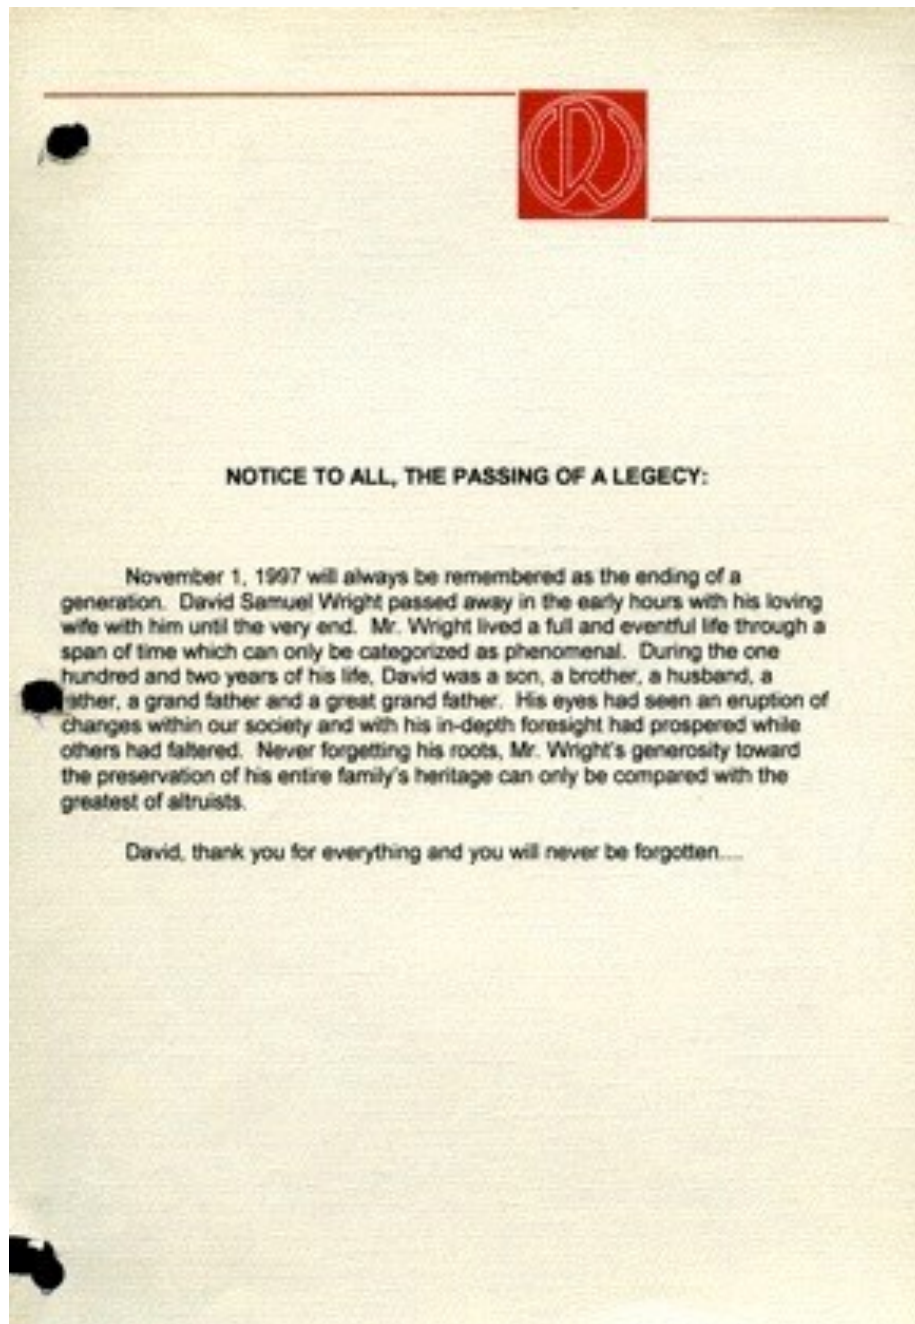 NOTICE TO ALL, THE PASSING OF A LEGECY:
November 1, 1997 will always be remembered as the ending of a
generation. David Samuel Wright passed away in the early hours with his loving
wife with him until the very end. Mr. Wright lived a full and eventful life through a
span of time which can only be categorized as phenomenal. During the one
hundred and two years of his life, David was a son, a brother, a husband, a
ather, a grand father and a great grand father. His eyes had seen an eruption of
changes within our society and with his in-depth foresight had prospered while
others had faltered. Never forgetting his roots, Mr. Wright's generosity toward
the preservation of his entire family's heritage can only be compared with the
greatest of altruists.
David, thank you for everything and you will never be forgotten....